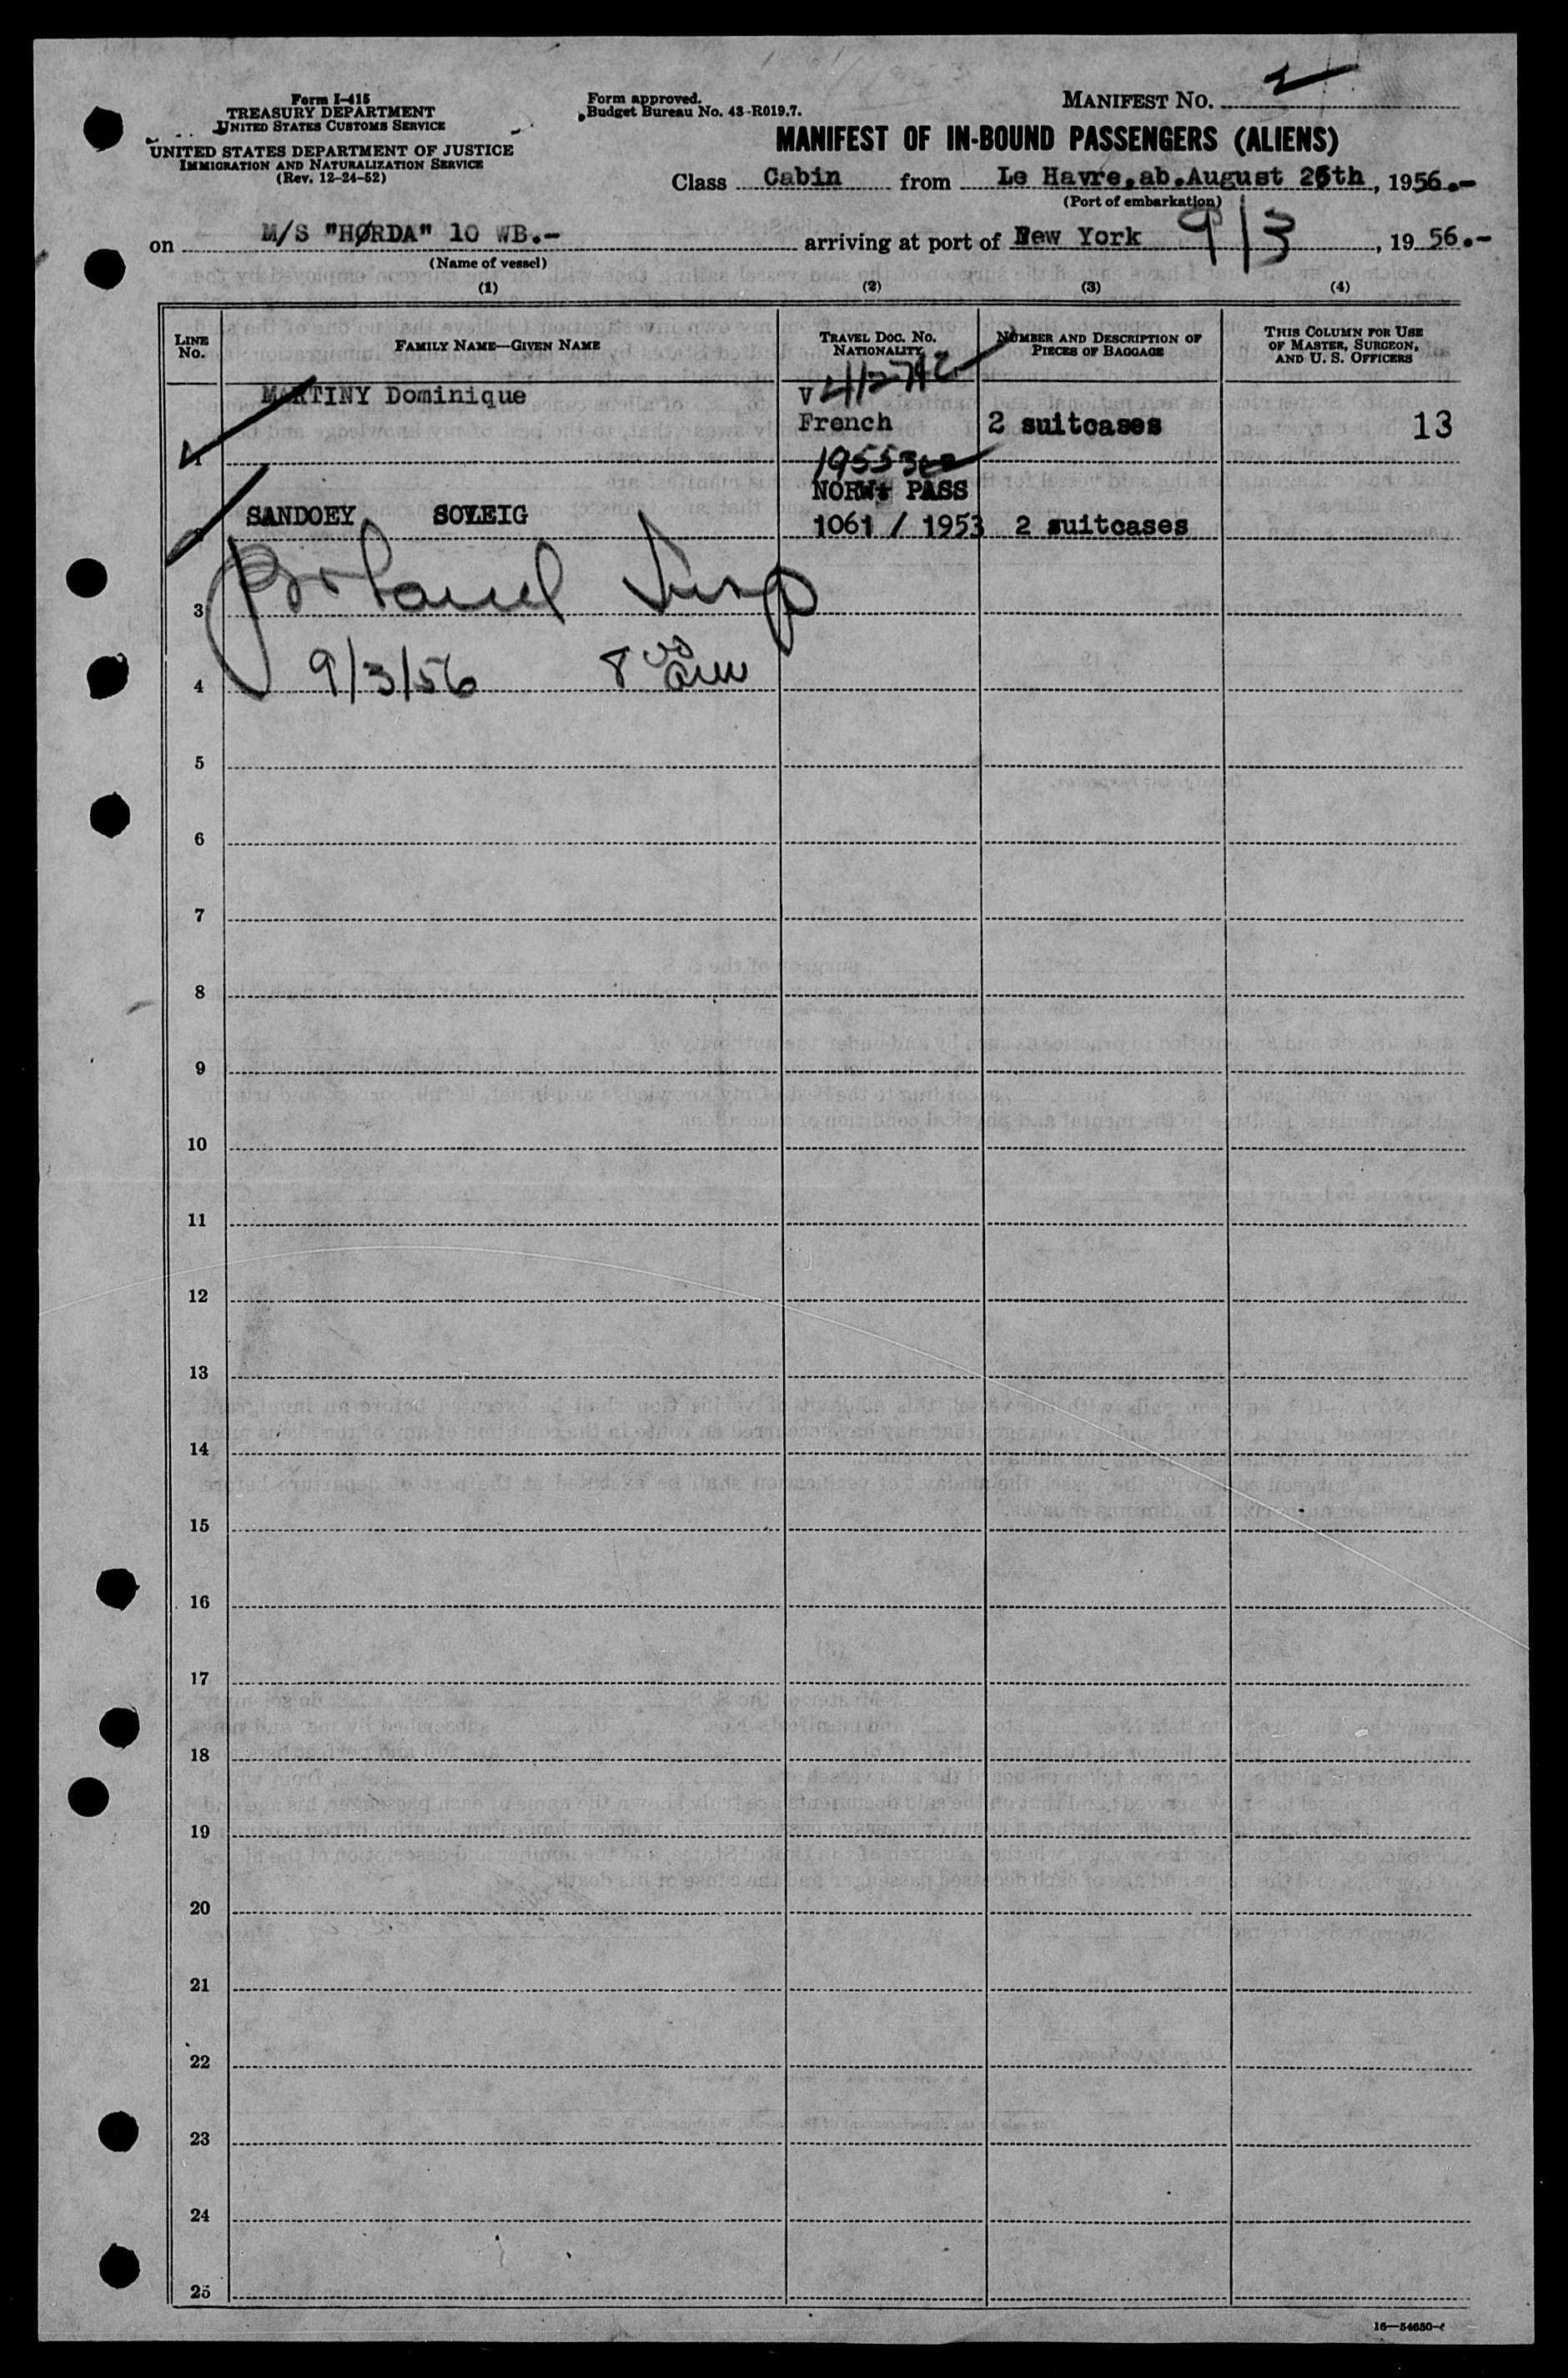 Form I-415
TREASURY DEPARTMENT
UNITED STATES CUSTOMS SERVICE
UNITED STATES DEPARTMENT OF JUSTICE
IMMIGRATION AND NATURALIZATION SERVICE
(Rev. 12-24-52)
Form approved.
Budget Bureau No. 43-R019.7.
MANIFEST NO. 2
MANIFEST OF IN-BOUND PASSENGERS (ALIENS)
Class Cabin from Le Havre, ab. August 26th, 1956.-
(Port of embarkation)
on M/S "HØRDA" 10 WB.- arriving at port of New York 9/3, 19 56.-
(Name of vessel)
(1) (2) (3) (4)
LINE NO.
FAMILY NAME—GIVEN NAME
TRAVEL DOC. NO. NATIONALITY
NUMBER AND DESCRIPTION OF PIECES OF BAGGAGE
THIS COLUMN FOR USE OF MASTER, SURGEON, AND U. S. OFFICERS
1 MARTINY Dominique V
French 2 suitcases 13
NORW. PASS
SANDOEY, SOLEIG 1061 / 1953 2 suitcases
3
4 9/3/56 8 00 am
5
6
7
8
9
10
11
12
13
14
15
16
17
18
19
20
21
22
23
24
25